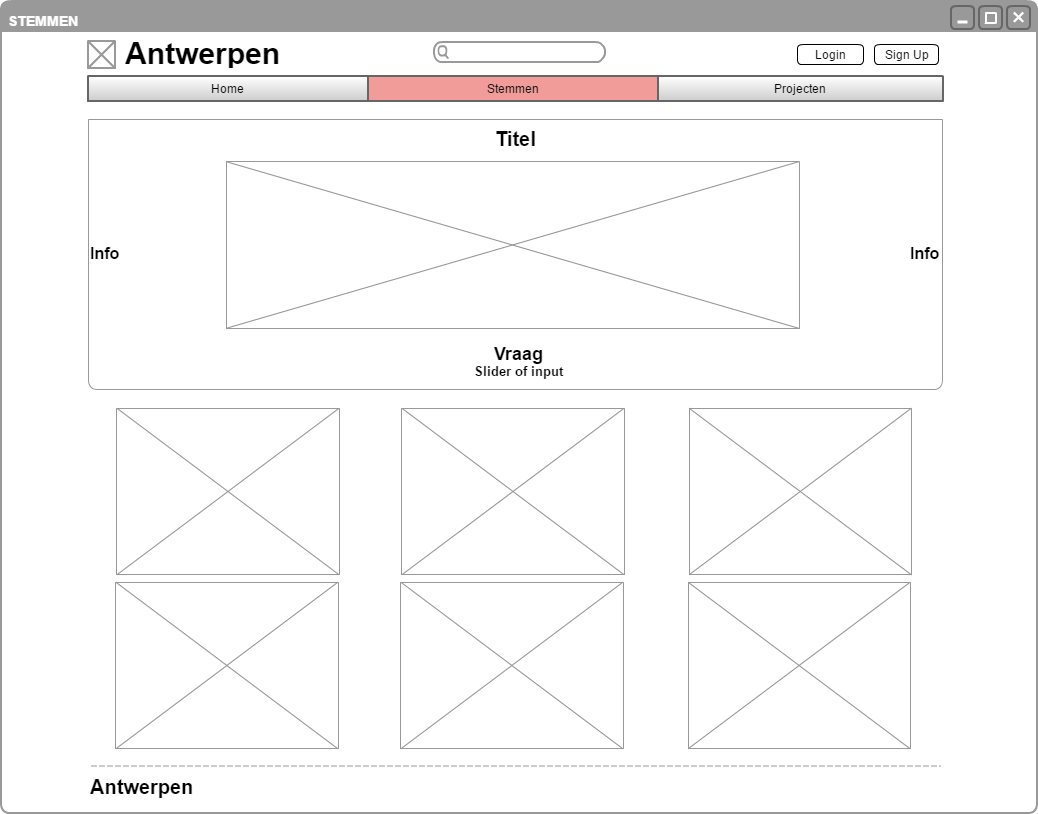 STEMMEN
Antwerpen
Login
Sign Up
Home
Stemmen
Projecten
Titel
Info
Info
Vraag
Slider of input
Antwerpen